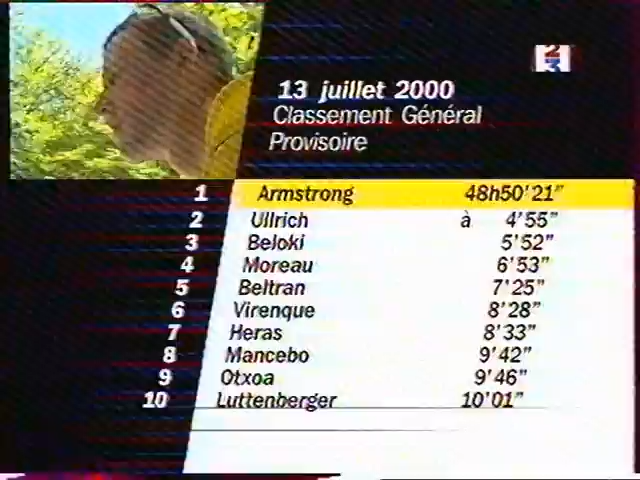 2
3
13 juillet 2000
Classement Général
Provisoire
1 Armstrong 48h50'21"
2 Ullrich à 4'55"
3 Beloki 5'52"
4 Moreau 6'53"
5 Beltran 7'25"
6 Virenque 8'28"
7 Heras 8'33"
8 Mancebo 9'42"
9 Otxoa 9'46"
10 Luttenberger 10'01"